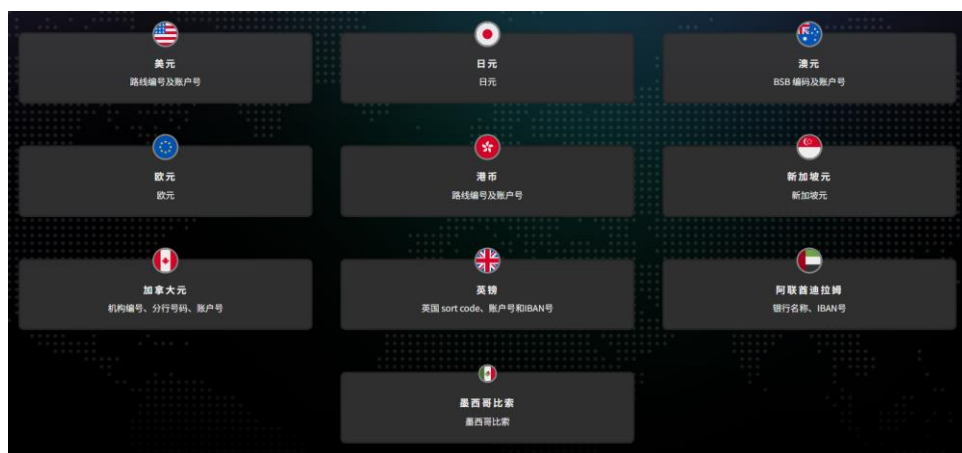 美元
路线编号及账户号
日元
日元
澳元
BSB 编码及账户号
欧元
欧元
港币
路线编号及账户号
新加坡元
新加坡元
加拿大元
机构编号、分行号码、账户号
英镑
英国 sort code、账户号和IBAN号
阿联酋迪拉姆
银行名称、IBAN号
墨西哥比索
墨西哥比索